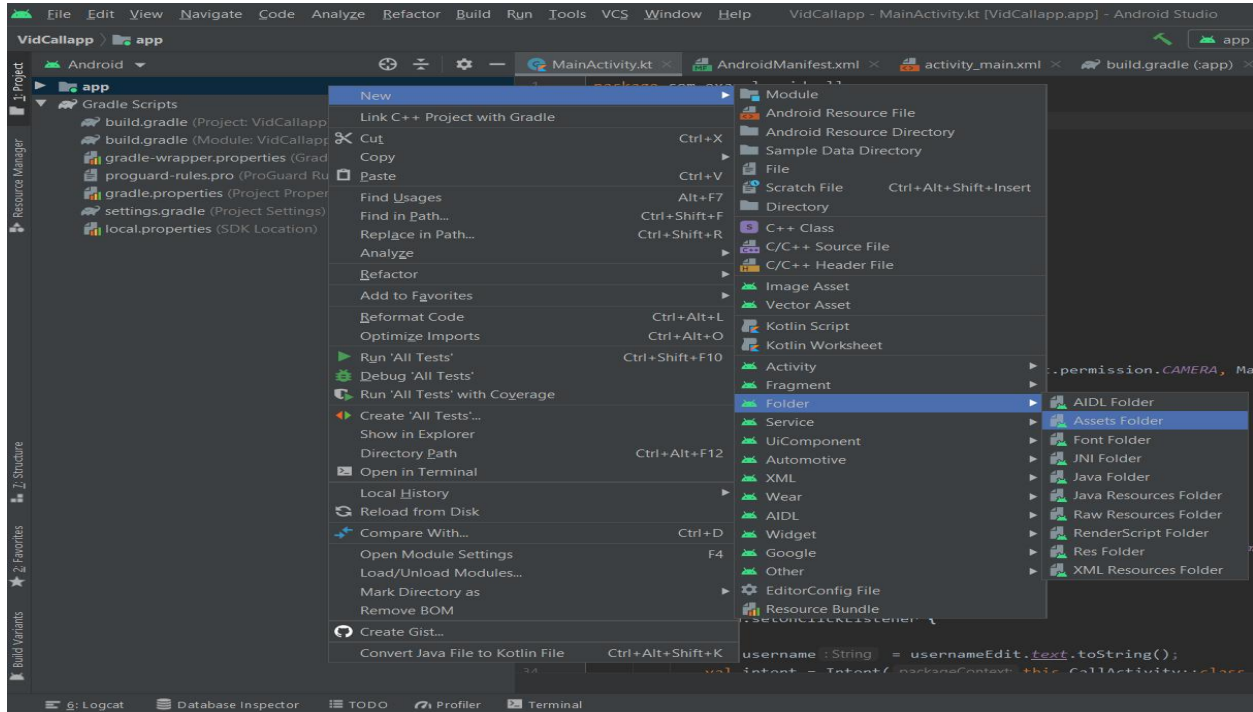 File Edit View Navigate Code Analyze Refactor Build Run Tools VCS Window Help VidCallapp - MainActivity.kt [VidCallapp.app] - Android Studio
VidCallapp app
app
Android
MainActivity.kt
AndroidManifest.xml
activity_main.xml
build.gradle (:app)
1: Project
Resource Manager
7: Structure
2: Favorites
Build Variants
app
Gradle Scripts
build.gradle (Project: VidCallapp
build.gradle (Module: VidCallapp
gradle-wrapper.properties (Grad
proguard-rules.pro (ProGuard Ru
gradle.properties (Project Proper
settings.gradle (Project Settings)
local.properties (SDK Location)
New
Link C++ Project with Gradle
Cut Ctrl+X
Copy
Paste Ctrl+V
Find Usages Alt+F7
Find in Path... Ctrl+Shift+F
Replace in Path... Ctrl+Shift+R
Analyze
Refactor
Add to Favorites
Reformat Code Ctrl+Alt+L
Optimize Imports Ctrl+Alt+O
Run 'All Tests' Ctrl+Shift+F10
Debug 'All Tests'
Run 'All Tests' with Coverage
Create 'All Tests'...
Show in Explorer
Directory Path Ctrl+Alt+F12
Open in Terminal
Local History
Reload from Disk
Compare With... Ctrl+D
Open Module Settings F4
Load/Unload Modules...
Mark Directory as
Remove BOM
Create Gist...
Convert Java File to Kotlin File Ctrl+Alt+Shift+K
Module
Android Resource File
Android Resource Directory
Sample Data Directory
File
Scratch File Ctrl+Alt+Shift+Insert
Directory
C++ Class
C/C++ Source File
C/C++ Header File
Image Asset
Vector Asset
Kotlin Script
Kotlin Worksheet
Activity
Fragment
Folder
Service
UiComponent
Automotive
XML
Wear
AIDL
Widget
Google
Other
EditorConfig File
Resource Bundle
AIDL Folder
Assets Folder
Font Folder
JNI Folder
Java Folder
Java Resources Folder
Raw Resources Folder
RenderScript Folder
Res Folder
XML Resources Folder
.permission.CAMERA, Ma
.setOnClickListener {
username : String = usernameEdit.text.toString();
34 val intent = Intent( packageContext: this,CallActivity::class
6: Logcat Database Inspector TODO Profiler Terminal